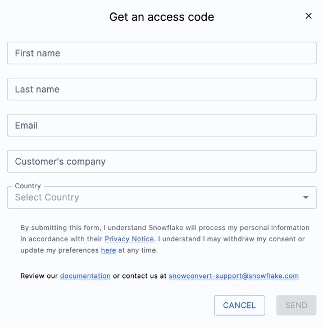 Get an access code
First name
Last name
Email
Customer's company
Country
Select Country
By submitting this form, I understand Snowflake will process my personal information
in accordance with their Privacy Notice. I understand I may withdraw my consent or
update my preferences here at any time.
Review our documentation or contact us at snowconvert-support@snowflake.com
CANCEL
SEND